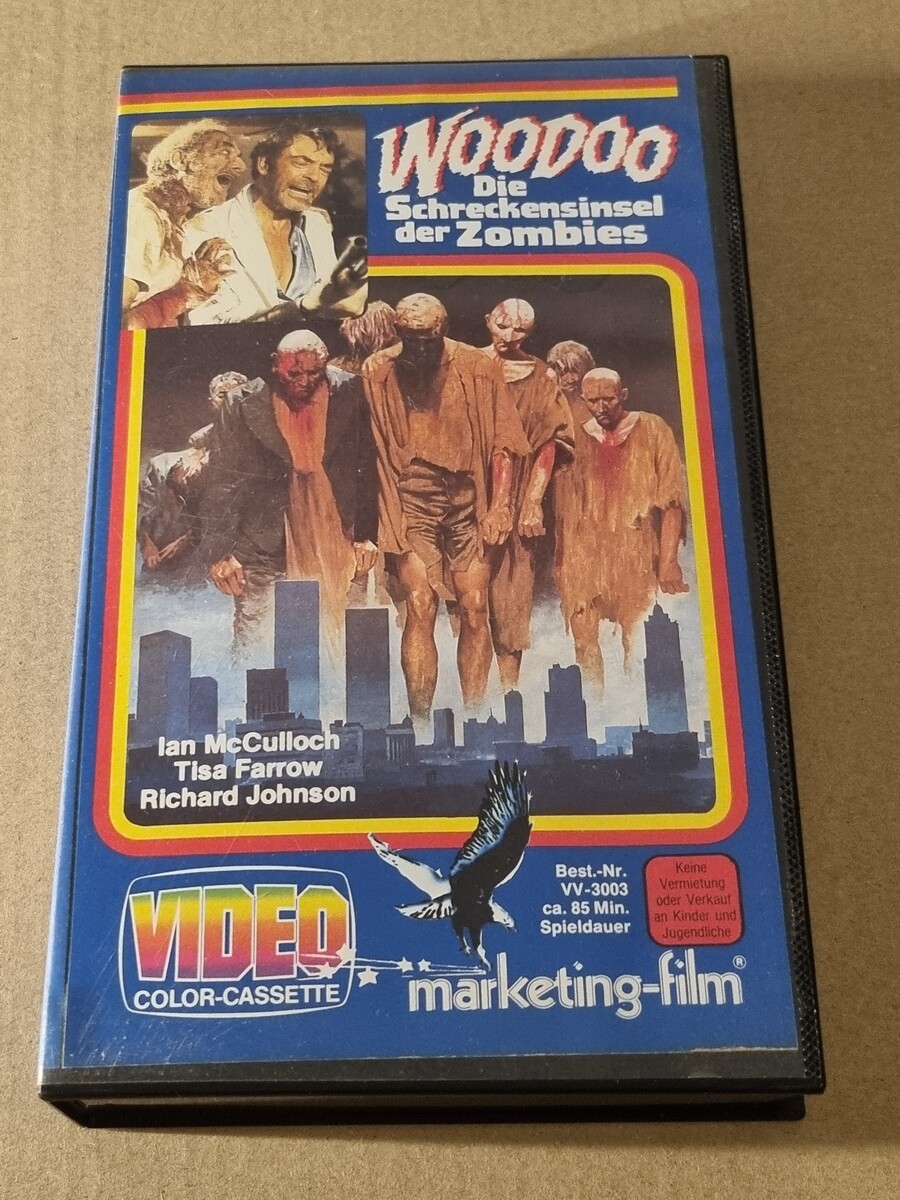 WOODOO
Die
Schreckensinsel
der Zombies
Ian McCulloch
Tisa Farrow
Richard Johnson
VIDEO
COLOR-CASSETTE
Best.-Nr.
VV-3003
ca. 85 Min.
Spieldauer
Keine
Vermietung
oder Verkauf
an Kinder und
Jugendliche
marketing-film®